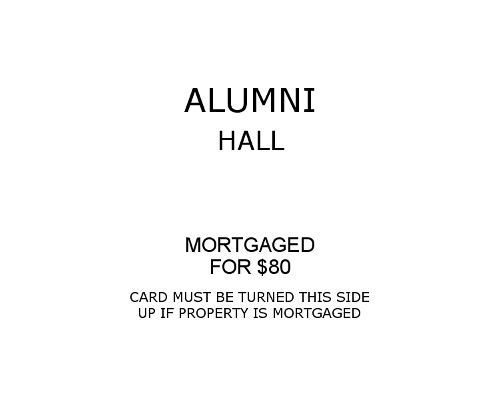 ALUMNI
HALL
MORTGAGED
FOR $80
CARD MUST BE TURNED THIS SIDE
UP IF PROPERTY IS MORTGAGED